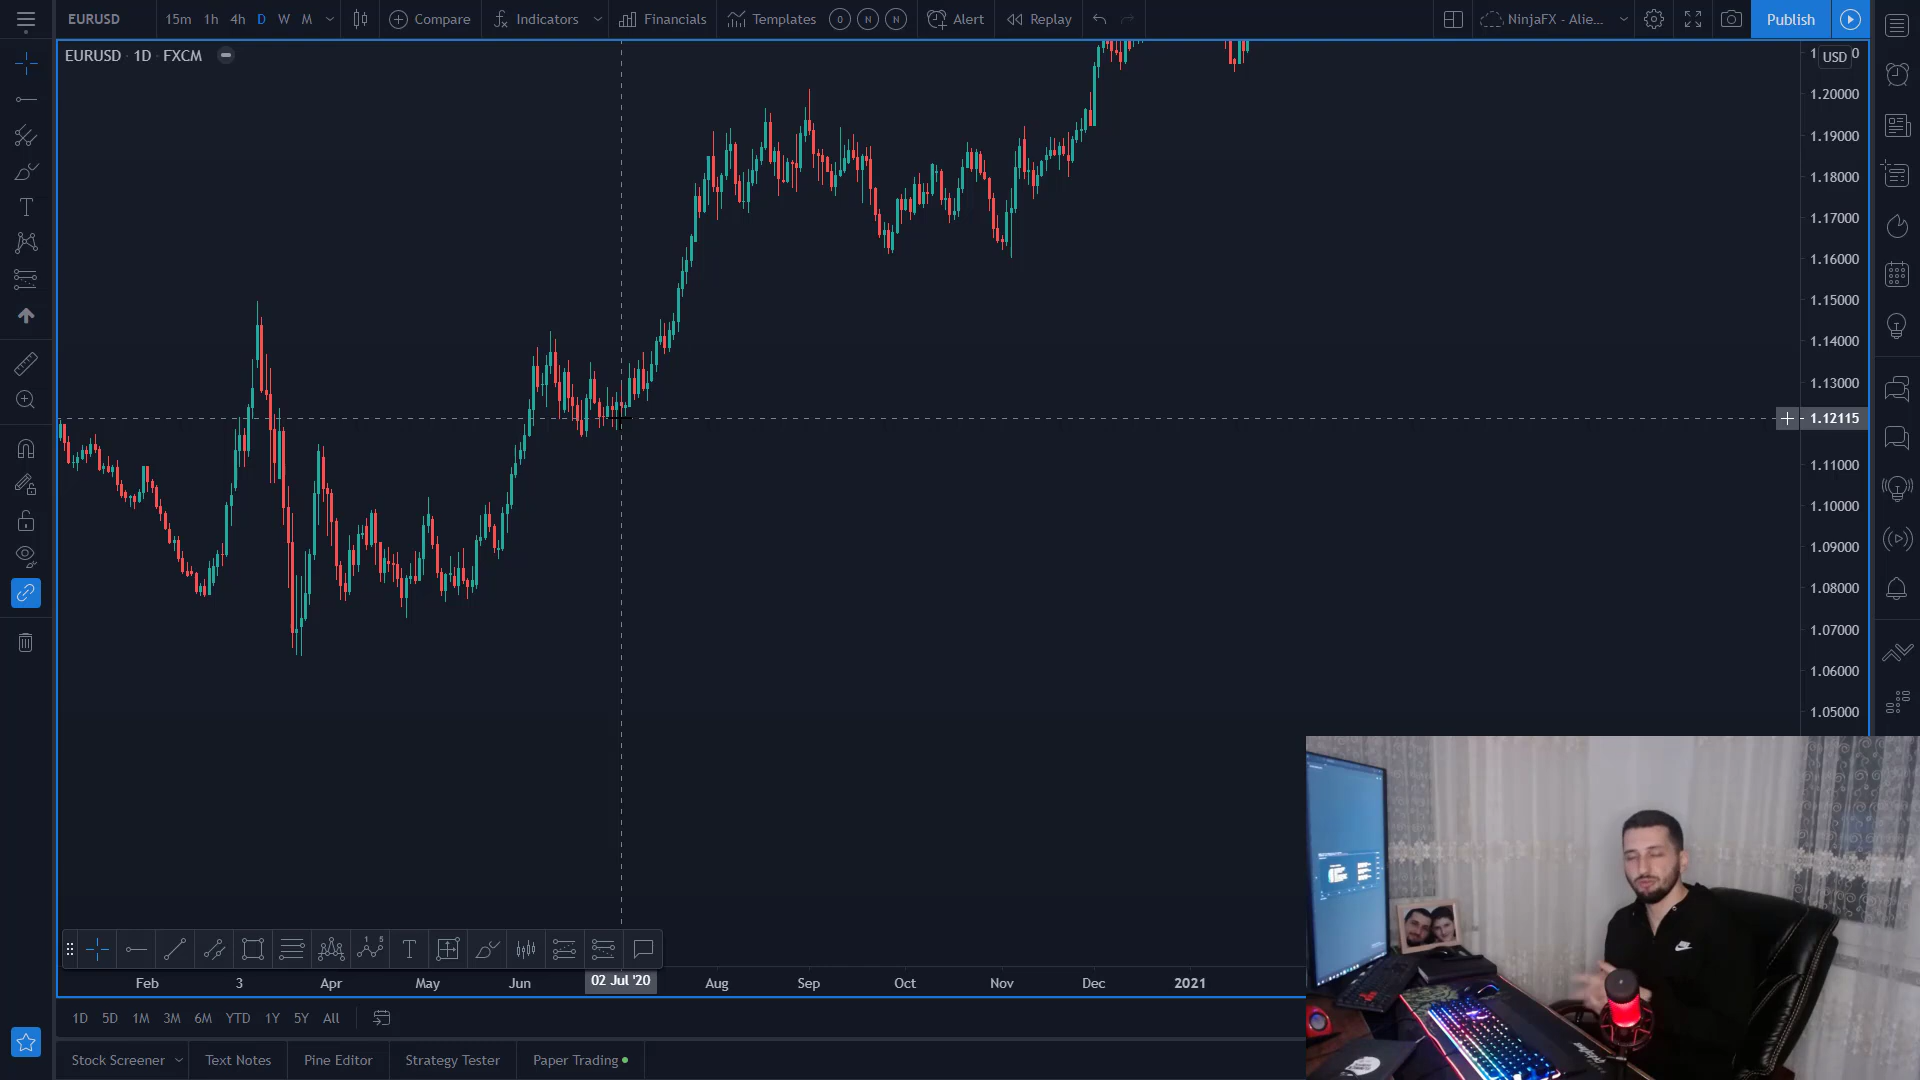 EURUSD 15m 1h 4h D W M Compare Indicators Financials Templates O N N Alert Replay NinjaFX - Alie... Publish
EURUSD · 1D · FXCM
USD
1.20000
1.19000
1.18000
1.17000
1.16000
1.15000
1.14000
1.13000
1.12115
1.11000
1.10000
1.09000
1.08000
1.07000
1.06000
1.05000
Feb 3 Apr May Jun 02 Jul '20 Aug Sep Oct Nov Dec 2021
1D 5D 1M 3M 6M YTD 1Y 5Y All
Stock Screener Text Notes Pine Editor Strategy Tester Paper Trading